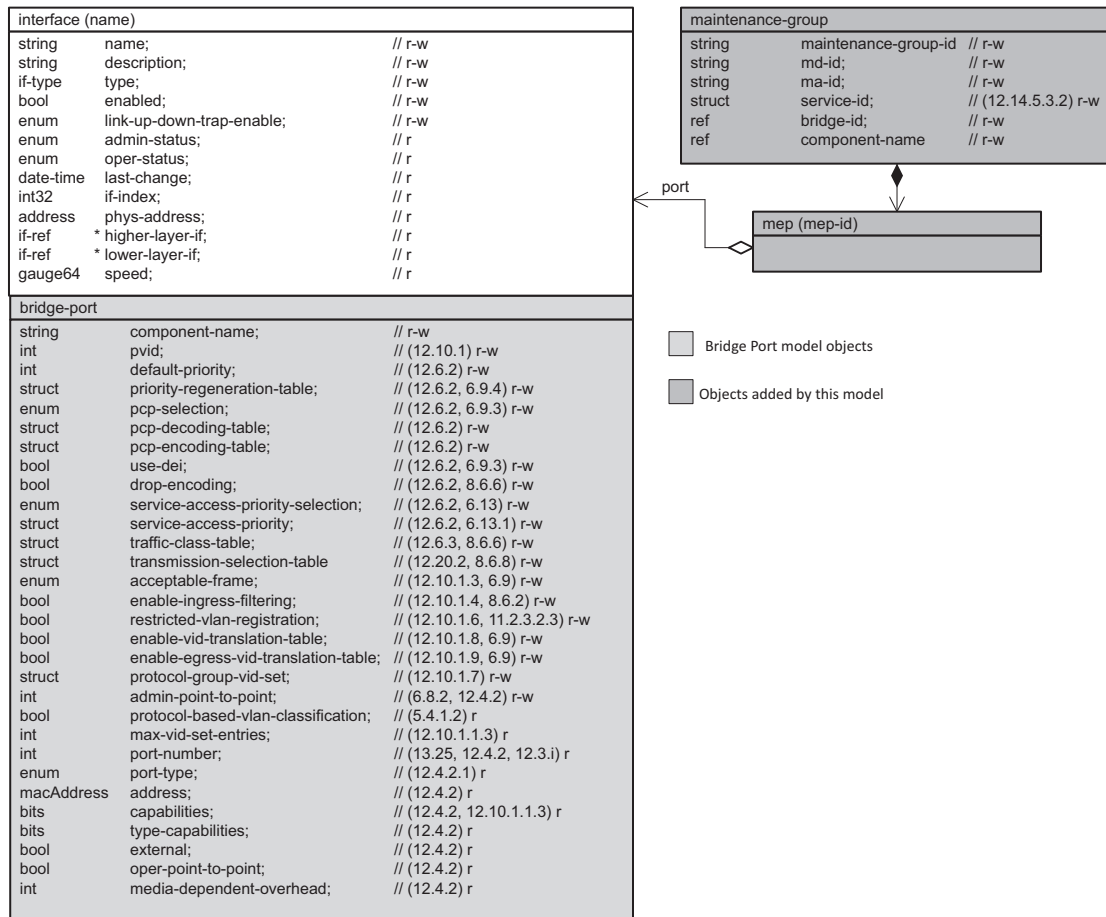 interface (name)
string name; // r-w
string description; // r-w
if-type type; // r-w
bool enabled; // r-w
enum link-up-down-trap-enable; // r-w
enum admin-status; // r
enum oper-status; // r
date-time last-change; // r
int32 if-index; // r
address phys-address; // r
if-ref * higher-layer-if; // r
if-ref * lower-layer-if; // r
gauge64 speed; // r
bridge-port
string component-name; // r-w
int pvid; // (12.10.1) r-w
int default-priority; // (12.6.2) r-w
struct priority-regeneration-table; // (12.6.2, 6.9.4) r-w
enum pcp-selection; // (12.6.2, 6.9.3) r-w
struct pcp-decoding-table; // (12.6.2) r-w
struct pcp-encoding-table; // (12.6.2) r-w
bool use-dei; // (12.6.2, 6.9.3) r-w
bool drop-encoding; // (12.6.2, 8.6.6) r-w
enum service-access-priority-selection; // (12.6.2, 6.13) r-w
struct service-access-priority; // (12.6.2, 6.13.1) r-w
struct traffic-class-table; // (12.6.3, 8.6.6) r-w
struct transmission-selection-table // (12.20.2, 8.6.8) r-w
enum acceptable-frame; // (12.10.1.3, 6.9) r-w
bool enable-ingress-filtering; // (12.10.1.4, 8.6.2) r-w
bool restricted-vlan-registration; // (12.10.1.6, 11.2.3.2.3) r-w
bool enable-vid-translation-table; // (12.10.1.8, 6.9) r-w
bool enable-egress-vid-translation-table; // (12.10.1.9, 6.9) r-w
struct protocol-group-vid-set; // (12.10.1.7) r-w
int admin-point-to-point; // (6.8.2, 12.4.2) r-w
bool protocol-based-vlan-classification; // (5.4.1.2) r
int max-vid-set-entries; // (12.10.1.1.3) r
int port-number; // (13.25, 12.4.2, 12.3.i) r
enum port-type; // (12.4.2.1) r
macAddress address; // (12.4.2) r
bits capabilities; // (12.4.2, 12.10.1.1.3) r
bits type-capabilities; // (12.4.2) r
bool external; // (12.4.2) r
bool oper-point-to-point; // (12.4.2) r
int media-dependent-overhead; // (12.4.2) r
maintenance-group
string maintenance-group-id // r-w
string md-id; // r-w
string ma-id; // r-w
struct service-id; // (12.14.5.3.2) r-w
ref bridge-id; // r-w
ref component-name // r-w
port
mep (mep-id)
Bridge Port model objects
Objects added by this model